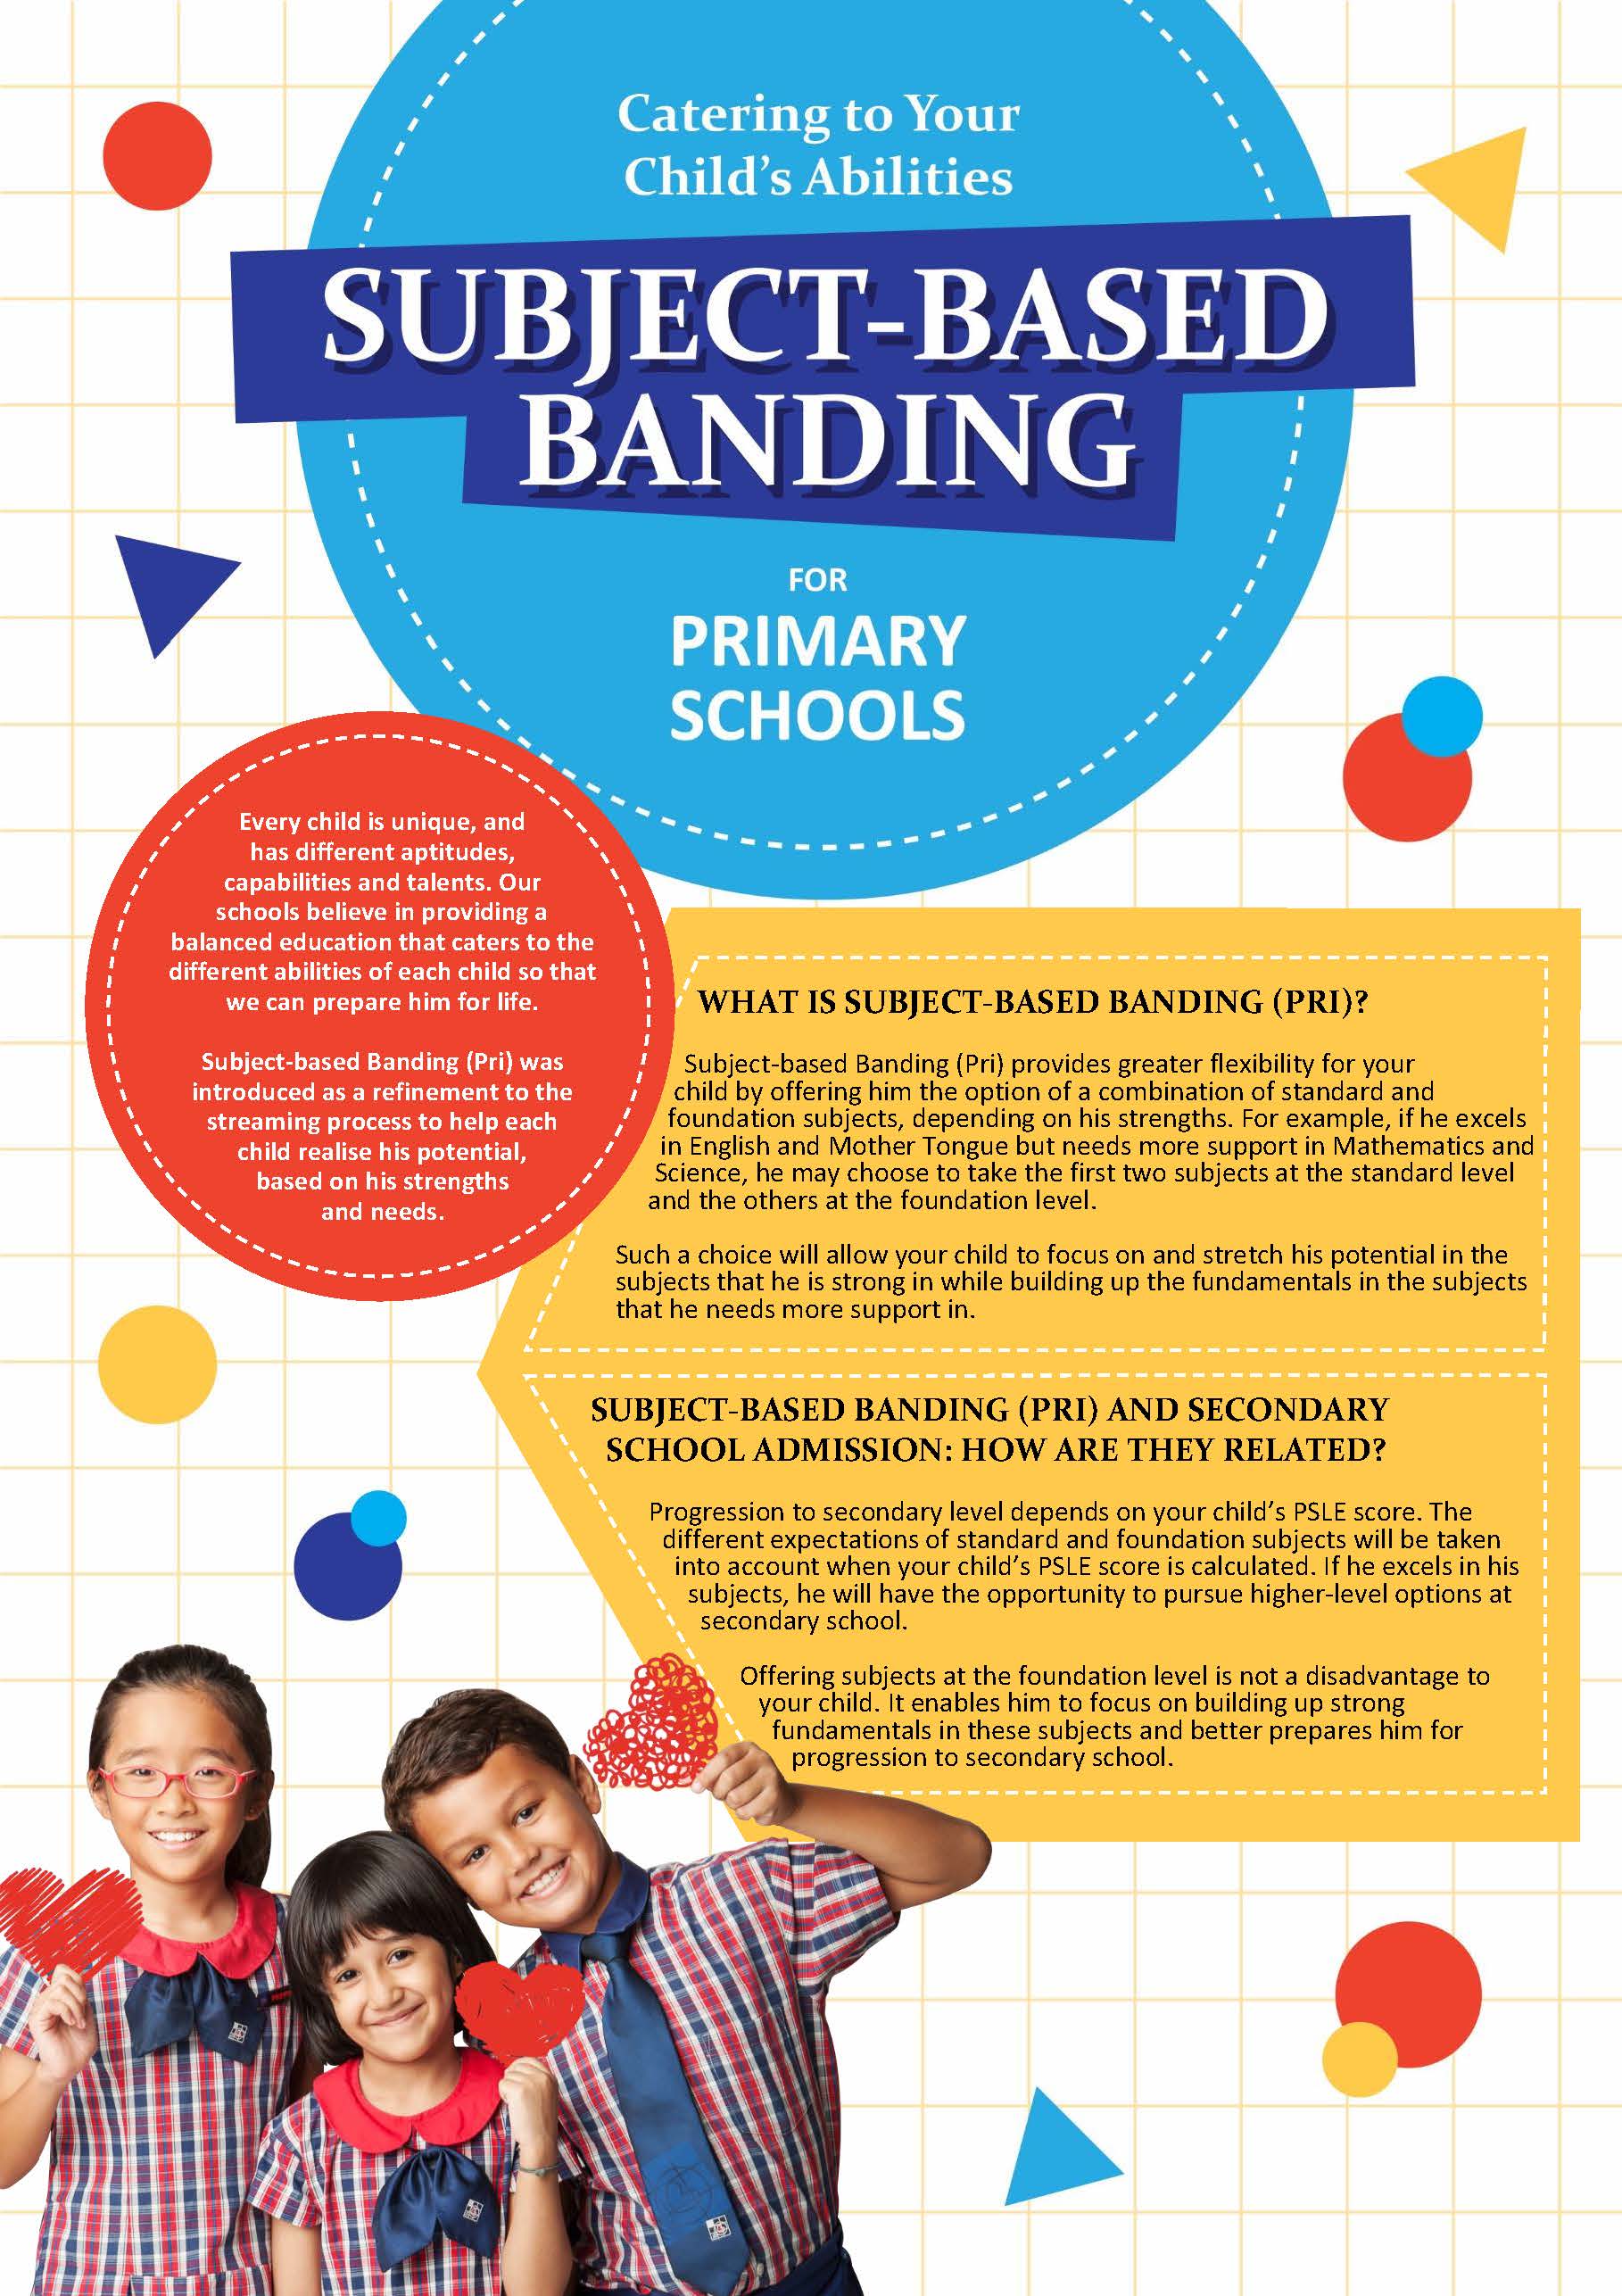 Catering to Your
Child's Abilities
SUBJECT-BASED
BANDING
FOR
PRIMARY
SCHOOLS
Every child is unique, and
has different aptitudes,
capabilities and talents. Our
schools believe in providing a
balanced education that caters to the
different abilities of each child so that
we can prepare him for life.
Subject-based Banding (Pri) was
introduced as a refinement to the
streaming process to help each
child realise his potential,
based on his strengths
and needs.
WHAT IS SUBJECT-BASED BANDING (PRI)?
Subject-based Banding (Pri) provides greater flexibility for your
child by offering him the option of a combination of standard and
foundation subjects, depending on his strengths. For example, if he excels
in English and Mother Tongue but needs more support in Mathematics and
Science, he may choose to take the first two subjects at the standard level
and the others at the foundation level.
Such a choice will allow your child to focus on and stretch his potential in the
subjects that he is strong in while building up the fundamentals in the subjects
that he needs more support in.
SUBJECT-BASED BANDING (PRI) AND SECONDARY
SCHOOL ADMISSION: HOW ARE THEY RELATED?
Progression to secondary level depends on your child's PSLE score. The
different expectations of standard and foundation subjects will be taken
into account when your child's PSLE score is calculated. If he excels in his
subjects, he will have the opportunity to pursue higher-level options at
secondary school.
Offering subjects at the foundation level is not a disadvantage to
your child. It enables him to focus on building up strong
fundamentals in these subjects and better prepares him for
progression to secondary school.